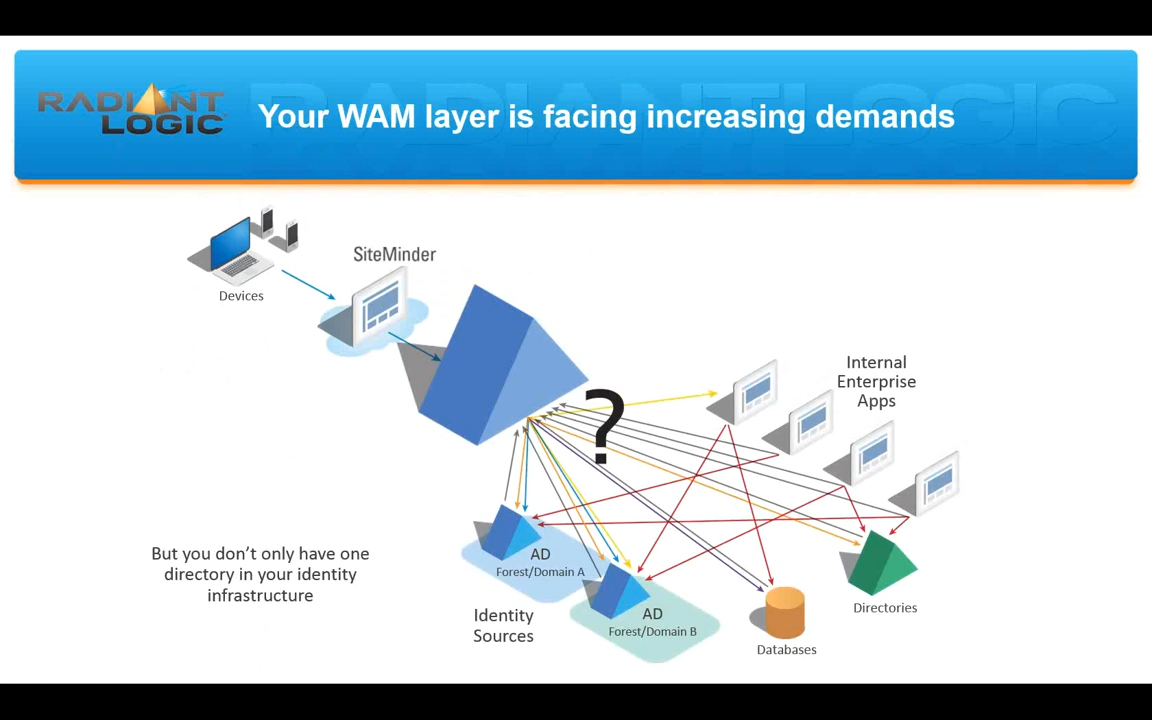 RADIANT
LOGIC
Your WAM layer is facing increasing demands
SiteMinder
Devices
Internal
Enterprise
Apps
?
But you don’t only have one
directory in your identity
infrastructure
AD
Forest/Domain A
Identity
Sources
AD
Forest/Domain B
Databases
Directories